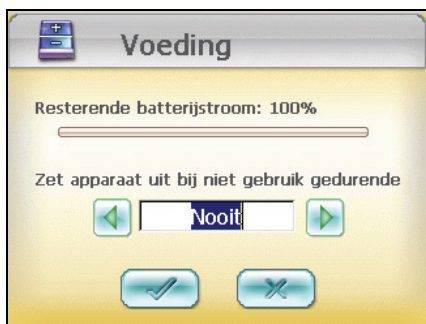 Voeding
Resterende batterijstroom: 100%
Zet apparaat uit bij niet gebruik gedurende
Nooit